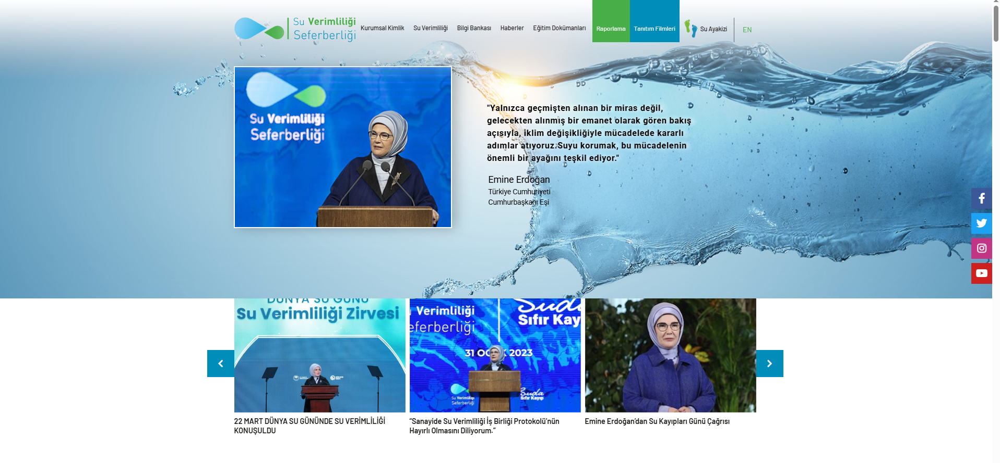 Su Verimliliği
Seferberliği
Kurumsal Kimlik
Su Verimliliği
Bilgi Bankası
Haberler
Eğitim Dokümanları
Raporlama
Tanıtım Filmleri
Su Ayakizi
EN
Su Verimliliği
Seferberliği
"Yalnızca geçmişten alınan bir miras değil,
gelecekten alınmış bir emanet olarak gören bakış
açısıyla, iklim değişikliğiyle mücadelede kararlı
adımlar atıyoruz.Suyu korumak, bu mücadelenin
önemli bir ayağını teşkil ediyor."
Emine Erdoğan
Türkiye Cumhuriyeti
Cumhurbaşkanı Eşi
DÜNYA SU GÜNÜ
Su Verimliliği Zirvesi
Verimliliği
eferberliği
Suda
Sıfır Kay
31 OC K 2023
Su Verimliliği
Seferberliği
Suda
Sıfır Kayıp
22 MART DÜNYA SU GÜNÜNDE SU VERİMLİLİĞİ
KONUŞULDU
“Sanayide Su Verimliliği İş Birliği Protokolü’nün
Hayırlı Olmasını Diliyorum.”
Emine Erdoğan’dan Su Kayıpları Günü Çağrısı